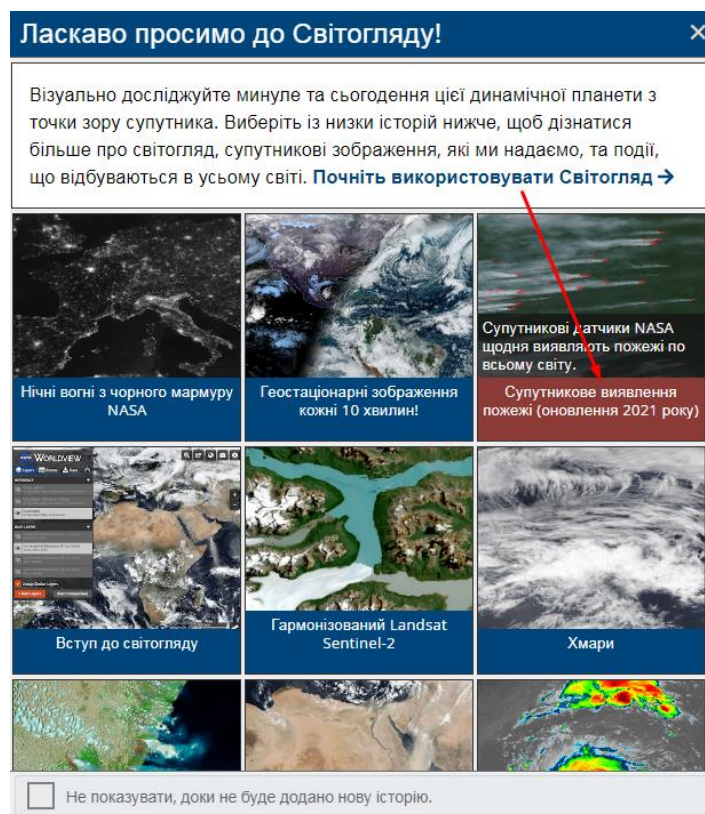 Ласкаво просимо до Світогляду!
Візуально досліджуйте минуле та сьогодення цієї динамічної планети з
точки зору супутника. Виберіть із низки історій нижче, щоб дізнатися
більше про світогляд, супутникові зображення, які ми надаємо, та події,
що відбуваються в усьому світі. Почніть використовувати Світогляд →
Супутникові датчики NASA
щодня виявляють пожежі по
всьому світу.
Нічні вогні з чорного мармуру
NASA
Геостаціонарні зображення
кожні 10 хвилин!
Супутникове виявлення
пожежі (оновлення 2021 року)
WORLDVIEW
Вступ до світогляду
Гармонізований Landsat
Sentinel-2
Хмари
Не показувати, доки не буде додано нову історію.